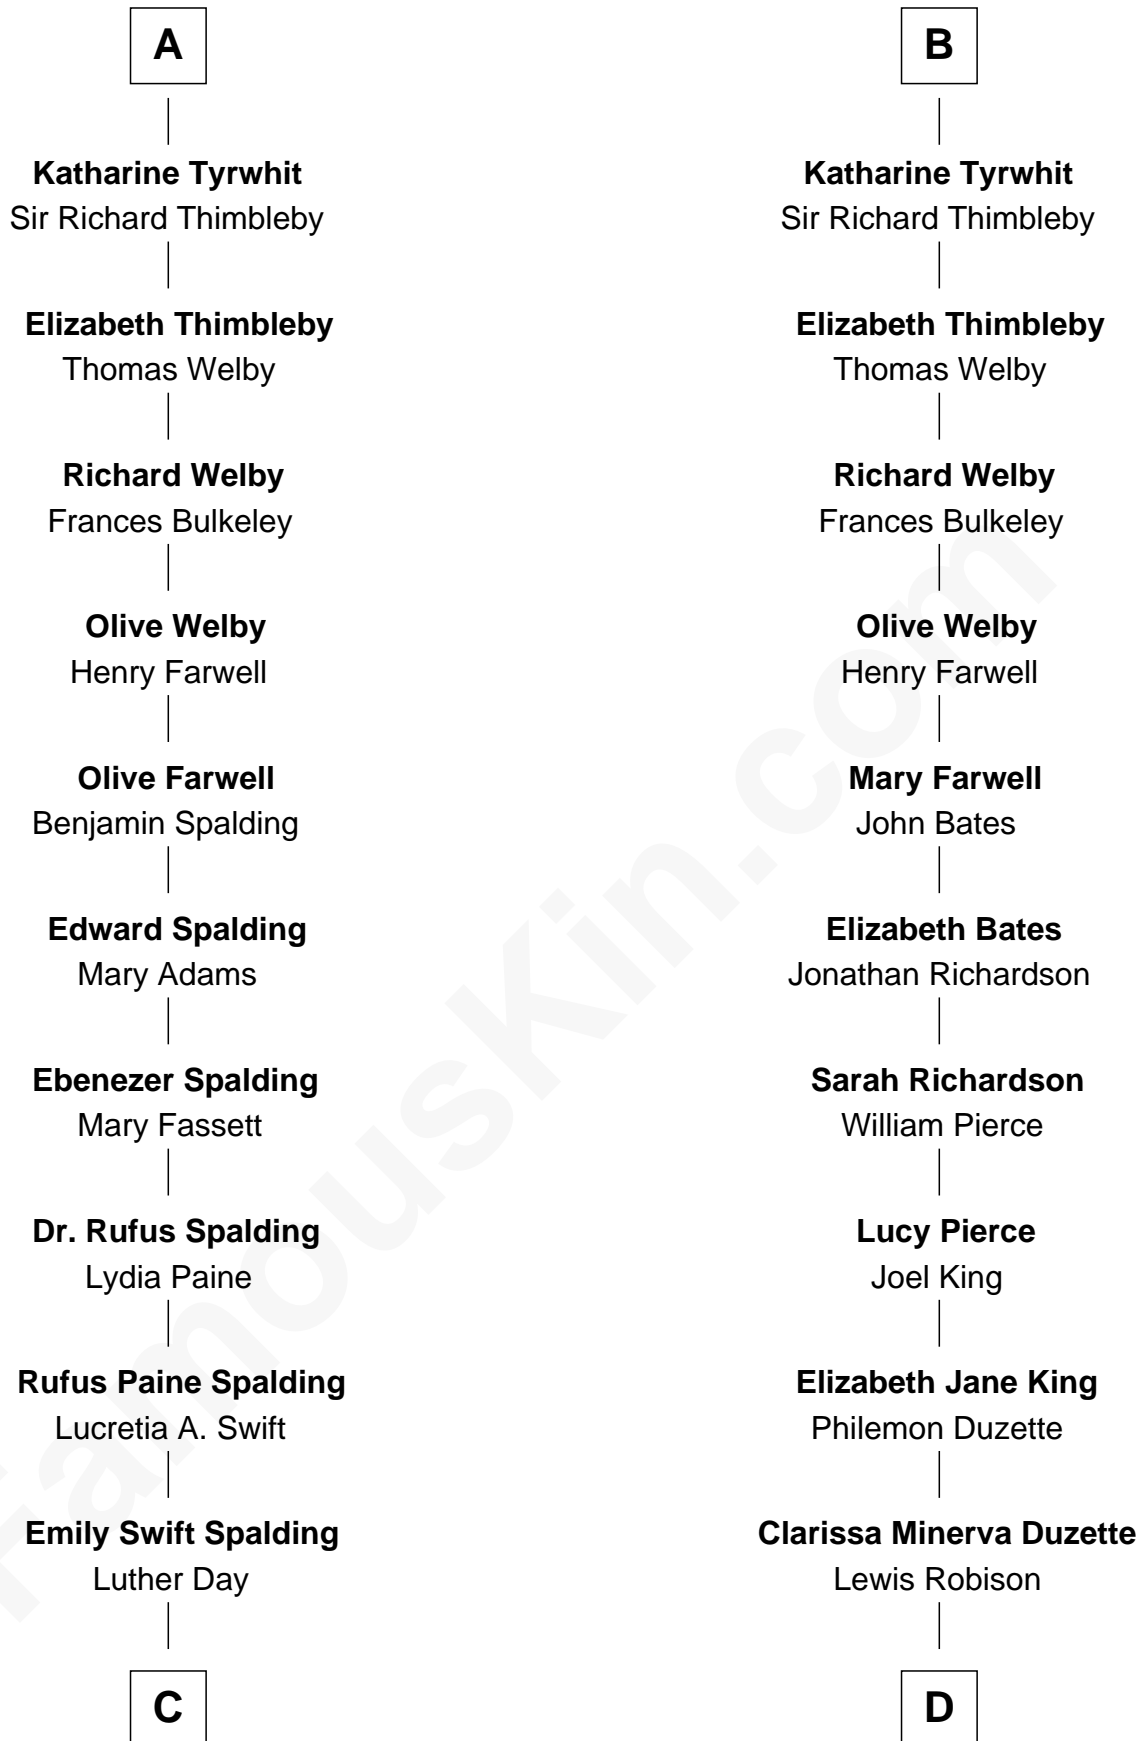 A
Katharine Tyrwhit
Sir Richard Thimbleby
Elizabeth Thimbleby
Thomas Welby
Richard Welby
Frances Bulkeley
Olive Welby
Henry Farwell
Olive Farwell
Benjamin Spalding
Edward Spalding
Mary Adams
Ebenezer Spalding
Mary Fassett
Dr. Rufus Spalding
Lydia Paine
Rufus Paine Spalding
Lucretia A. Swift
Emily Swift Spalding
Luther Day
C
B
Katharine Tyrwhit
Sir Richard Thimbleby
Elizabeth Thimbleby
Thomas Welby
Richard Welby
Frances Bulkeley
Olive Welby
Henry Farwell
Mary Farwell
John Bates
Elizabeth Bates
Jonathan Richardson
Sarah Richardson
William Pierce
Lucy Pierce
Joel King
Elizabeth Jane King
Philemon Duzette
Clarissa Minerva Duzette
Lewis Robison
D
FamousKin.com